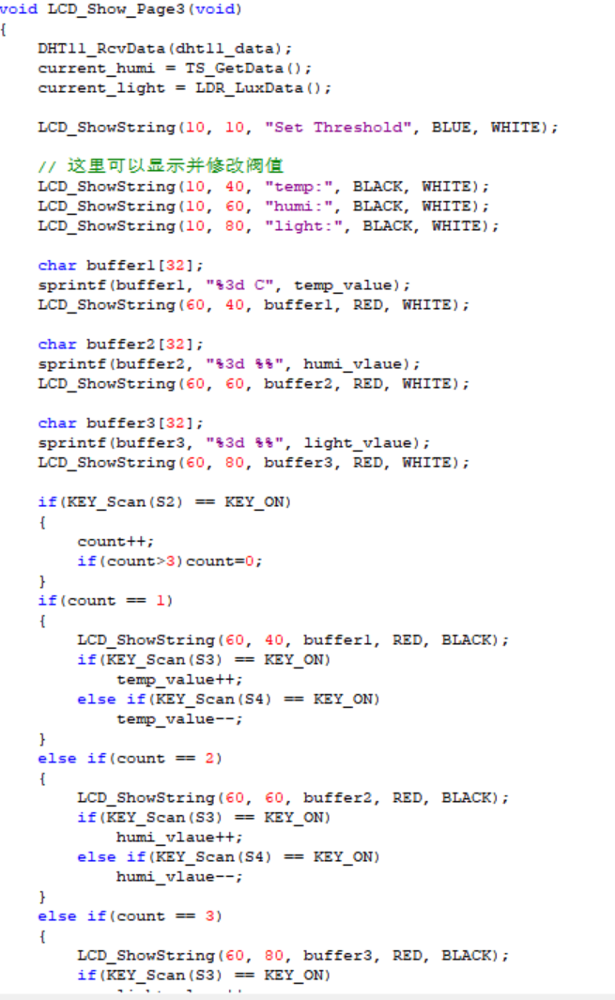 void LCD_Show_Page3(void)
{
    DHT11_RcvData(dht11_data);
    current_humi = TS_GetData();
    current_light = LDR_LuxData();

    LCD_ShowString(10, 10, "Set Threshold", BLUE, WHITE);

    // 这里可以显示并修改阀值
    LCD_ShowString(10, 40, "temp:", BLACK, WHITE);
    LCD_ShowString(10, 60, "humi:", BLACK, WHITE);
    LCD_ShowString(10, 80, "light:", BLACK, WHITE);

    char buffer1[32];
    sprintf(buffer1, "%3d C", temp_value);
    LCD_ShowString(60, 40, buffer1, RED, WHITE);

    char buffer2[32];
    sprintf(buffer2, "%3d %%", humi_vlaue);
    LCD_ShowString(60, 60, buffer2, RED, WHITE);

    char buffer3[32];
    sprintf(buffer3, "%3d %%", light_vlaue);
    LCD_ShowString(60, 80, buffer3, RED, WHITE);

    if(KEY_Scan(S2) == KEY_ON)
    {
        count++;
        if(count>3)count=0;
    }
    if(count == 1)
    {
        LCD_ShowString(60, 40, buffer1, RED, BLACK);
        if(KEY_Scan(S3) == KEY_ON)
            temp_value++;
        else if(KEY_Scan(S4) == KEY_ON)
            temp_value--;
    }
    else if(count == 2)
    {
        LCD_ShowString(60, 60, buffer2, RED, BLACK);
        if(KEY_Scan(S3) == KEY_ON)
            humi_vlaue++;
        else if(KEY_Scan(S4) == KEY_ON)
            humi_vlaue--;
    }
    else if(count == 3)
    {
        LCD_ShowString(60, 80, buffer3, RED, BLACK);
        if(KEY_Scan(S3) == KEY_ON)